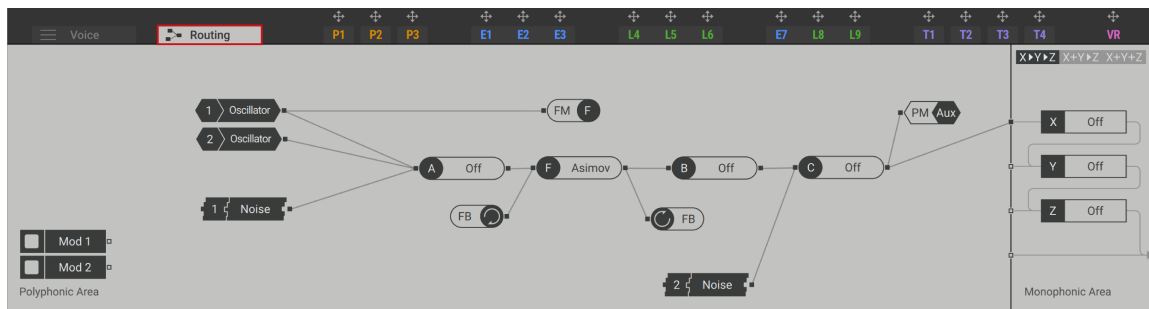 Voice Routing P1 P2 P3 E1 E2 E3 L4 L5 L6 E7 L8 L9 T1 T2 T3 T4 VR
X▸Y▸Z X+Y▸Z X+Y+Z
1 Oscillator FM F PM Aux
X Off
2 Oscillator
A Off F Asimov B Off C Off Y Off
1 Noise FB FB Z Off
Mod 1
Mod 2 2 Noise
Polyphonic Area Monophonic Area